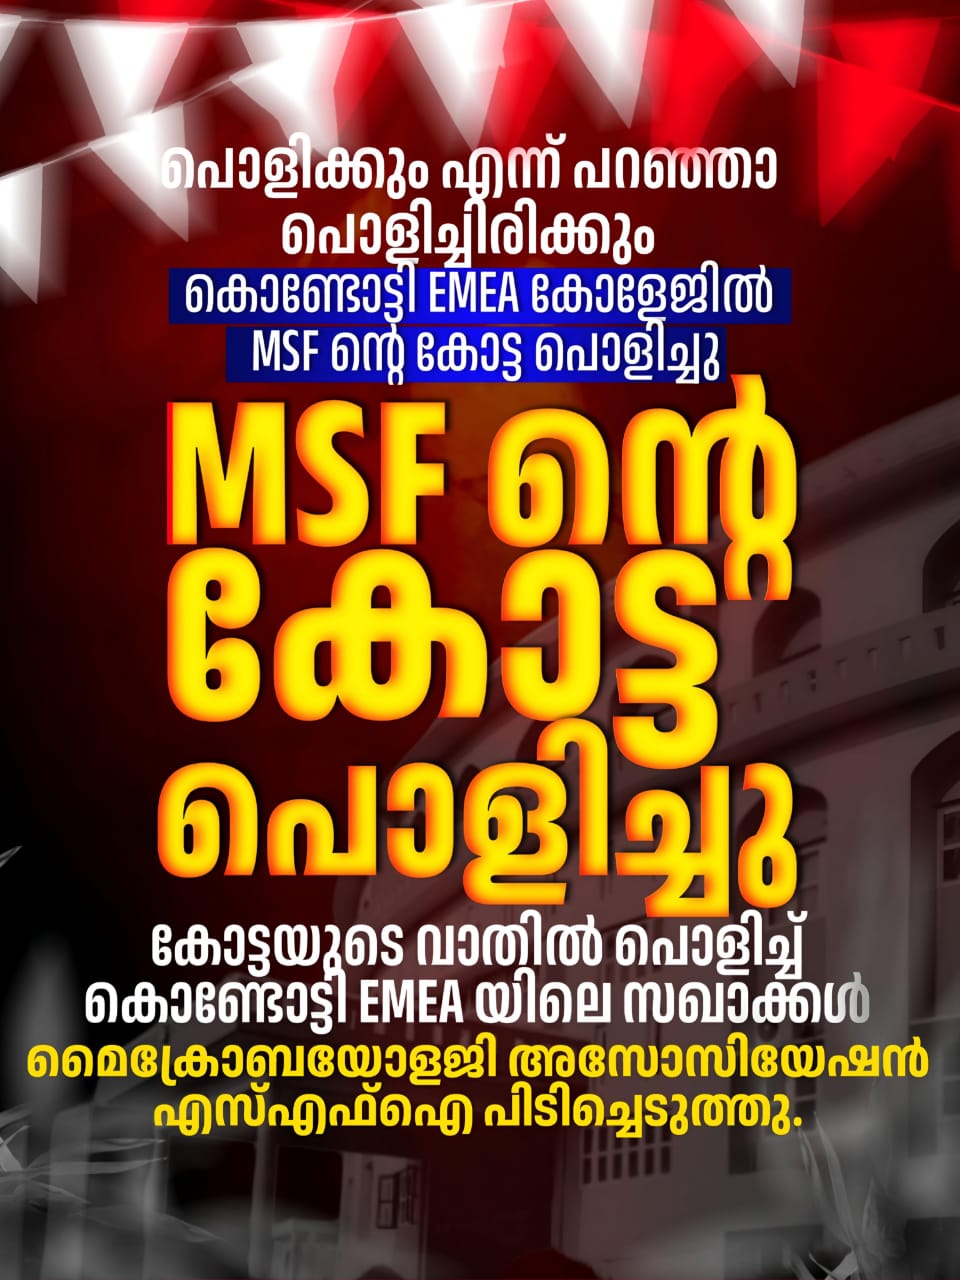 പൊളിക്കും എന്ന് പറഞ്ഞാ
പൊളിച്ചിരിക്കും
കൊണ്ടോട്ടി EMEA കോളേജിൽ
MSF ന്റെ കോട്ട പൊളിച്ചു
MSF ന്റെ
കോട്ട
പൊളിച്ചു
കോട്ടയുടെ വാതിൽ പൊളിച്ച്
കൊണ്ടോട്ടി EMEA യിലെ സഖാക്കൾ
മൈക്രോബയോളജി അസോസിയേഷൻ
എസ്എഫ്ഐ പിടിച്ചെടുത്തു.